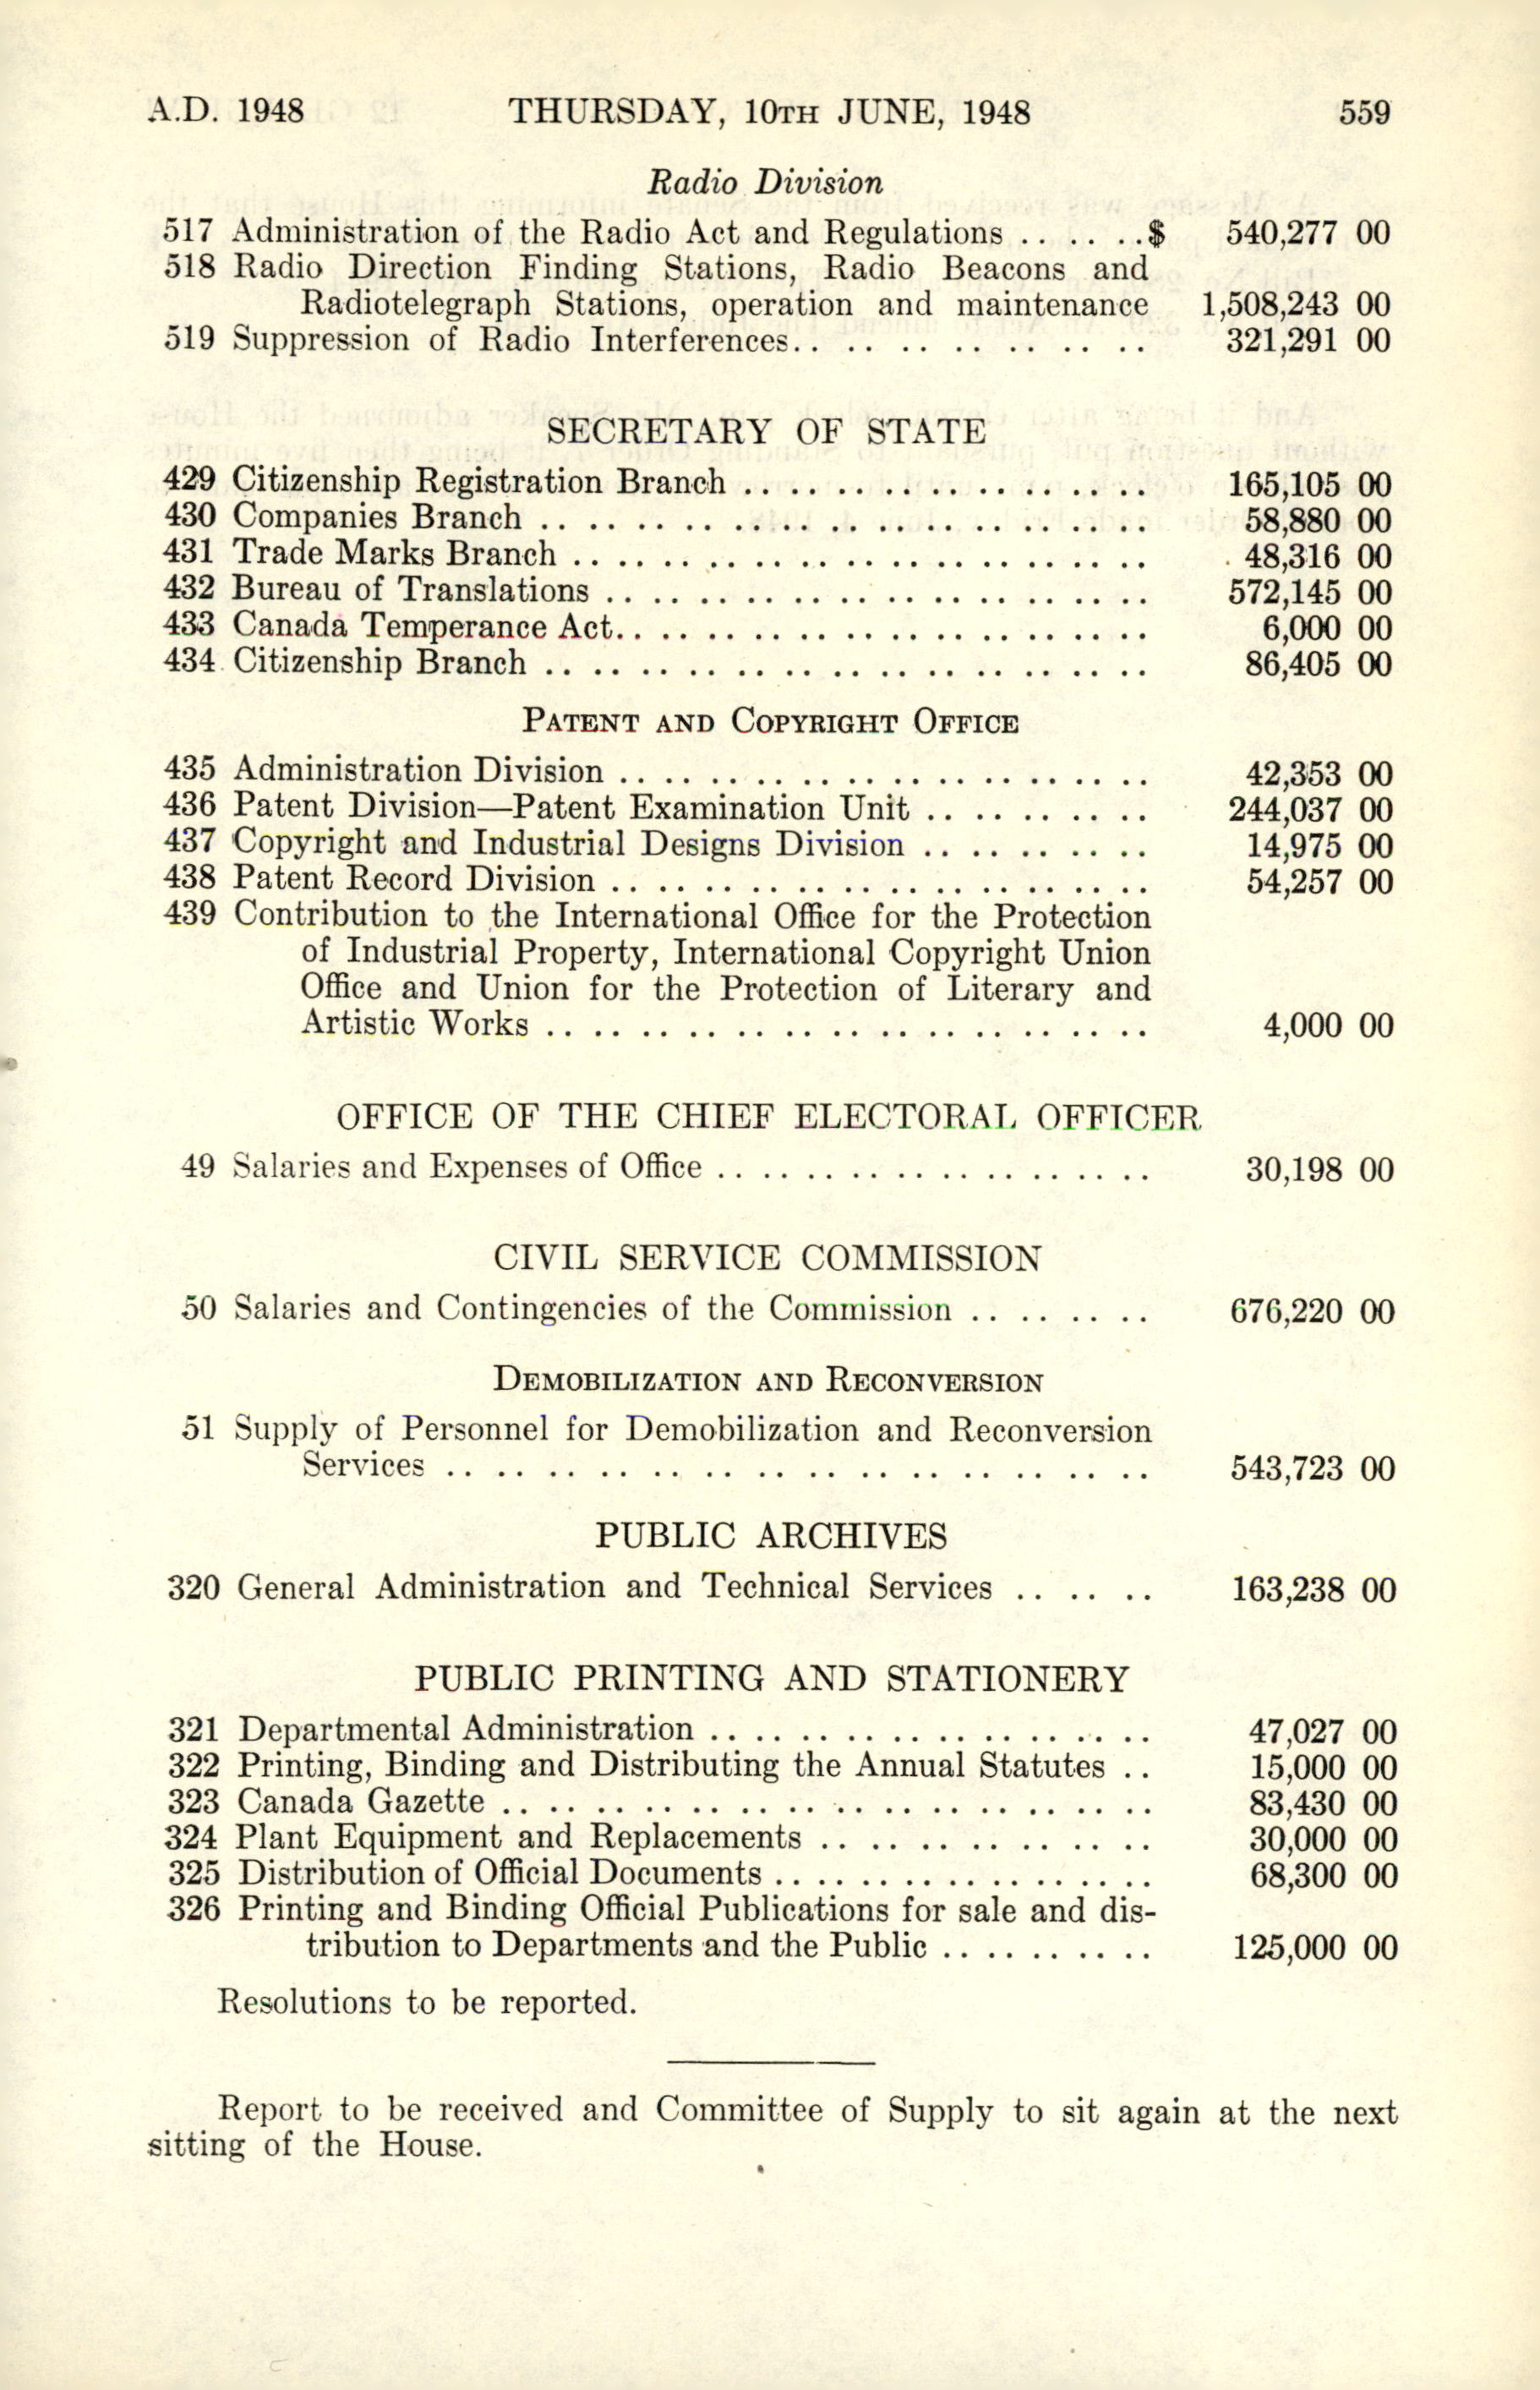 A.D. 1948 THURSDAY, 10TH JUNE, 1948 559
Radio Division
517 Administration of the Radio Act and Regulations . . . . . . $ 540,277 00
518 Radio Direction Finding Stations, Radio Beacons and
Radiotelegraph Stations, operation and maintenance 1,508,243 00
519 Suppression of Radio Interferences. . . . . . . . . . . . . . 321,291 00
SECRETARY OF STATE
429 Citizenship Registration Branch . . . . . . . . . . . . . . . . . . 165,105 00
430 Companies Branch . . . . . . . . . . . . . . . . . . . . . . . . . . 58,880 00
431 Trade Marks Branch . . . . . . . . . . . . . . . . . . . . . . . . 48,316 00
432 Bureau of Translations . . . . . . . . . . . . . . . . . . . . . . . . 572,145 00
433 Canada Temperance Act. . . . . . . . . . . . . . . . . . . . . . . . 6,000 00
434 Citizenship Branch . . . . . . . . . . . . . . . . . . . . . . . . . . 86,405 00
PATENT AND COPYRIGHT OFFICE
435 Administration Division . . . . . . . . . . . . . . . . . . . . . . . . 42,353 00
436 Patent Division—Patent Examination Unit . . . . . . . . . . 244,037 00
437 Copyright and Industrial Designs Division . . . . . . . . . . 14,975 00
438 Patent Record Division . . . . . . . . . . . . . . . . . . . . . . . . 54,257 00
439 Contribution to the International Office for the Protection
of Industrial Property, International Copyright Union
Office and Union for the Protection of Literary and
Artistic Works . . . . . . . . . . . . . . . . . . . . . . . . . . 4,000 00
OFFICE OF THE CHIEF ELECTORAL OFFICER
49 Salaries and Expenses of Office . . . . . . . . . . . . . . . . . . . . 30,198 00
CIVIL SERVICE COMMISSION
50 Salaries and Contingencies of the Commission . . . . . . . . 676,220 00
DEMOBILIZATION AND RECONVERSION
51 Supply of Personnel for Demobilization and Reconversion
Services . . . . . . . . . . . . . . . . . . . . . . . . . . . . 543,723 00
PUBLIC ARCHIVES
320 General Administration and Technical Services . . . . . . 163,238 00
PUBLIC PRINTING AND STATIONERY
321 Departmental Administration . . . . . . . . . . . . . . . . . . . . 47,027 00
322 Printing, Binding and Distributing the Annual Statutes . . 15,000 00
323 Canada Gazette . . . . . . . . . . . . . . . . . . . . . . . . . . . . 83,430 00
324 Plant Equipment and Replacements . . . . . . . . . . . . . . 30,000 00
325 Distribution of Official Documents . . . . . . . . . . . . . . . . . 68,300 00
326 Printing and Binding Official Publications for sale and dis-
tribution to Departments and the Public . . . . . . . . . . 125,000 00
Resolutions to be reported.
Report to be received and Committee of Supply to sit again at the next
sitting of the House.